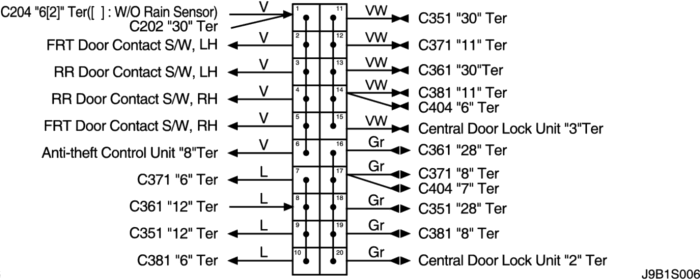 C204 "6[2]" Ter([ ] : W/O Rain Sensor) V 1 11 VW C351 "30" Ter
C202 "30" Ter
FRT Door Contact S/W, LH V 2 12 VW C371 "11" Ter
RR Door Contact S/W, LH V 3 13 VW C361 "30"Ter
RR Door Contact S/W, RH V 4 14 VW C381 "11" Ter
C404 "6" Ter
FRT Door Contact S/W, RH V 5 15 VW Central Door Lock Unit "3"Ter
Anti-theft Control Unit "8"Ter V 6 16 Gr C361 "28" Ter
C371 "6" Ter L 7 17 Gr C371 "8" Ter
C404 "7" Ter
C361 "12" Ter L 8 18 Gr C351 "28" Ter
C351 "12" Ter L 9 19 Gr C381 "8" Ter
C381 "6" Ter L 10 20 Gr Central Door Lock Unit "2" Ter
J9B1S006